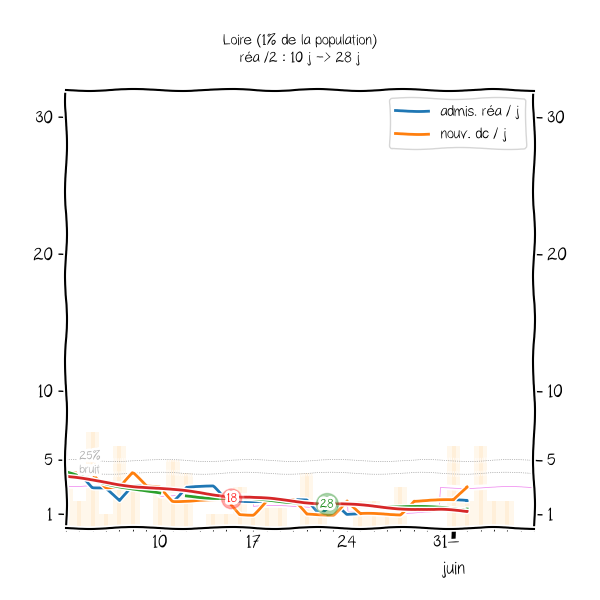 Loire (1% de la population)
réa /2 : 10 j -> 28 j
admis. réa / j
nouv. dc / j
30
30
20
20
10
10
5
5
25%
bruit
18
28
1
1
10
17
24
31
juin